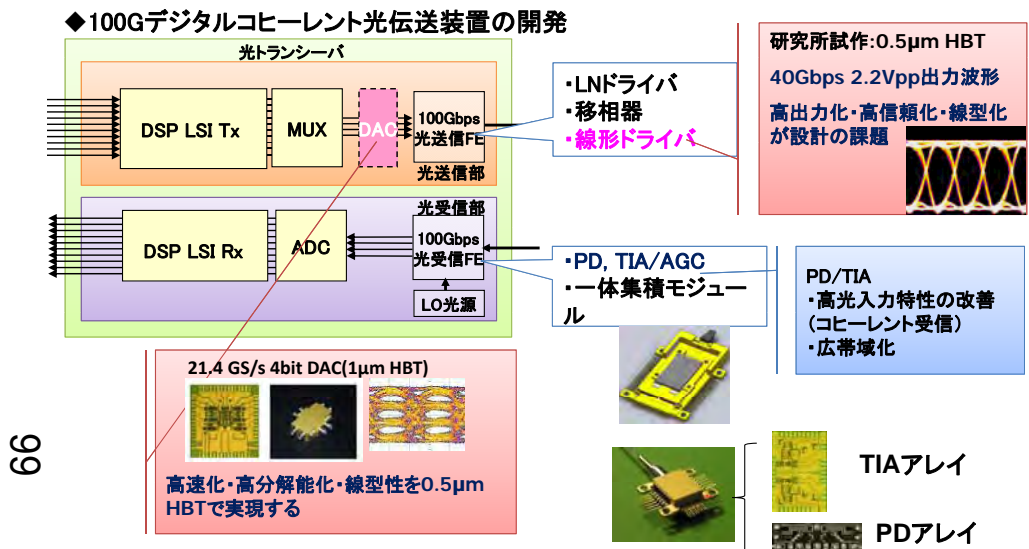 ◆100Gデジタルコヒーレント光伝送装置の開発
光トランシーバ
DSP LSI Tx
MUX
DAC
100Gbps
光送信FE
光送信部
光受信部
DSP LSI Rx
ADC
100Gbps
光受信FE
LO光源
・LNドライバ
・移相器
・線形ドライバ
研究所試作:0.5μm HBT
40Gbps 2.2Vpp出力波形
高出力化・高信頼化・線型化
が設計の課題
・PD, TIA/AGC
・一体集積モジュー
ル
PD/TIA
・高光入力特性の改善
(コヒーレント受信)
・広帯域化
21.4 GS/s 4bit DAC(1μm HBT)
高速化・高分解能化・線型性を0.5μm
HBTで実現する
TIAアレイ
PDアレイ
66